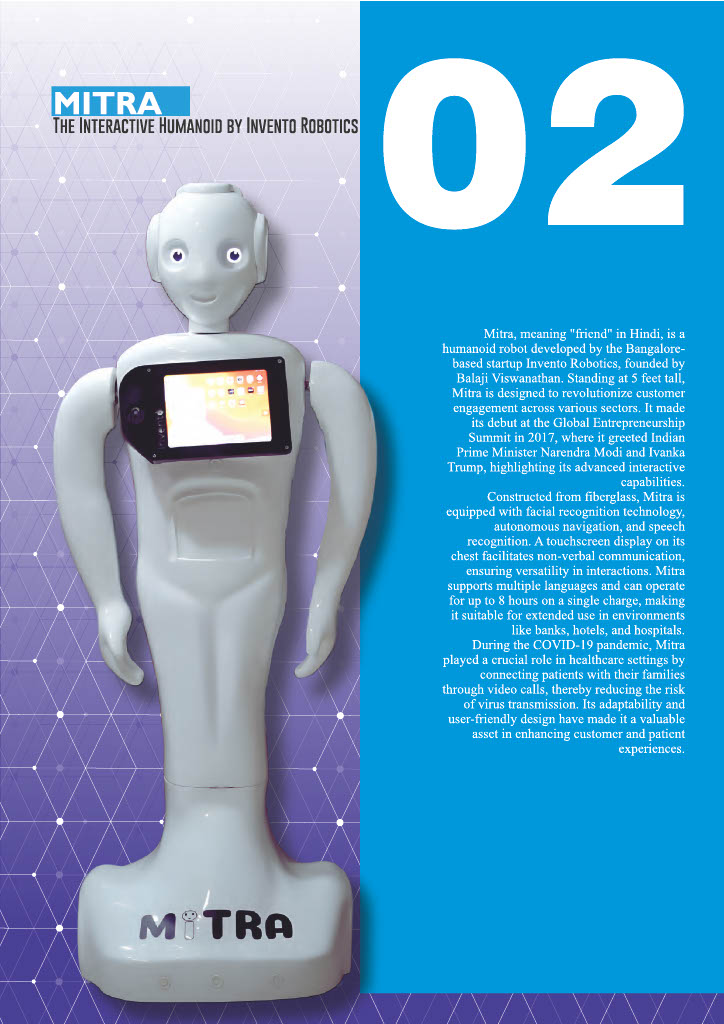 MITRA
THE INTERACTIVE HUMANOID BY INVENTO ROBOTICS
02
Mitra, meaning "friend" in Hindi, is a
humanoid robot developed by the Bangalore-
based startup Invento Robotics, founded by
Balaji Viswanathan. Standing at 5 feet tall,
Mitra is designed to revolutionize customer
engagement across various sectors. It made
its debut at the Global Entrepreneurship
Summit in 2017, where it greeted Indian
Prime Minister Narendra Modi and Ivanka
Trump, highlighting its advanced interactive
capabilities.
Constructed from fiberglass, Mitra is
equipped with facial recognition technology,
autonomous navigation, and speech
recognition. A touchscreen display on its
chest facilitates non-verbal communication,
ensuring versatility in interactions. Mitra
supports multiple languages and can operate
for up to 8 hours on a single charge, making
it suitable for extended use in environments
like banks, hotels, and hospitals.
During the COVID-19 pandemic, Mitra
played a crucial role in healthcare settings by
connecting patients with their families
through video calls, thereby reducing the risk
of virus transmission. Its adaptability and
user-friendly design have made it a valuable
asset in enhancing customer and patient
experiences.
MiTRA